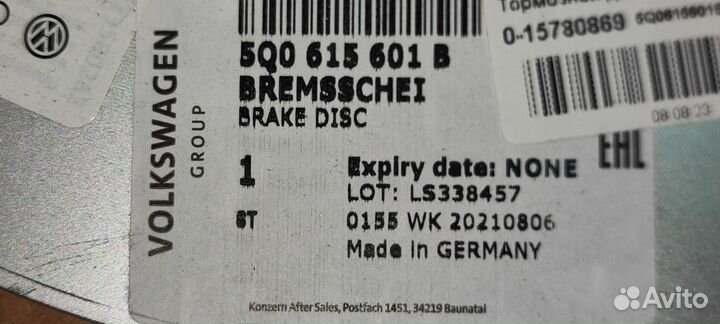 VOLKSWAGEN
GROUP
5Q0 615 601 B
BREMSSCHEI
BRAKE DISC
1
Expiry date: NONE
LOT: LS338457
ST
0155 WK 20210806
Made in GERMANY
Konzern After Sales, Postfach 1451, 34219 Baunatal
0-15780869
08.08.23
EAC
Avito